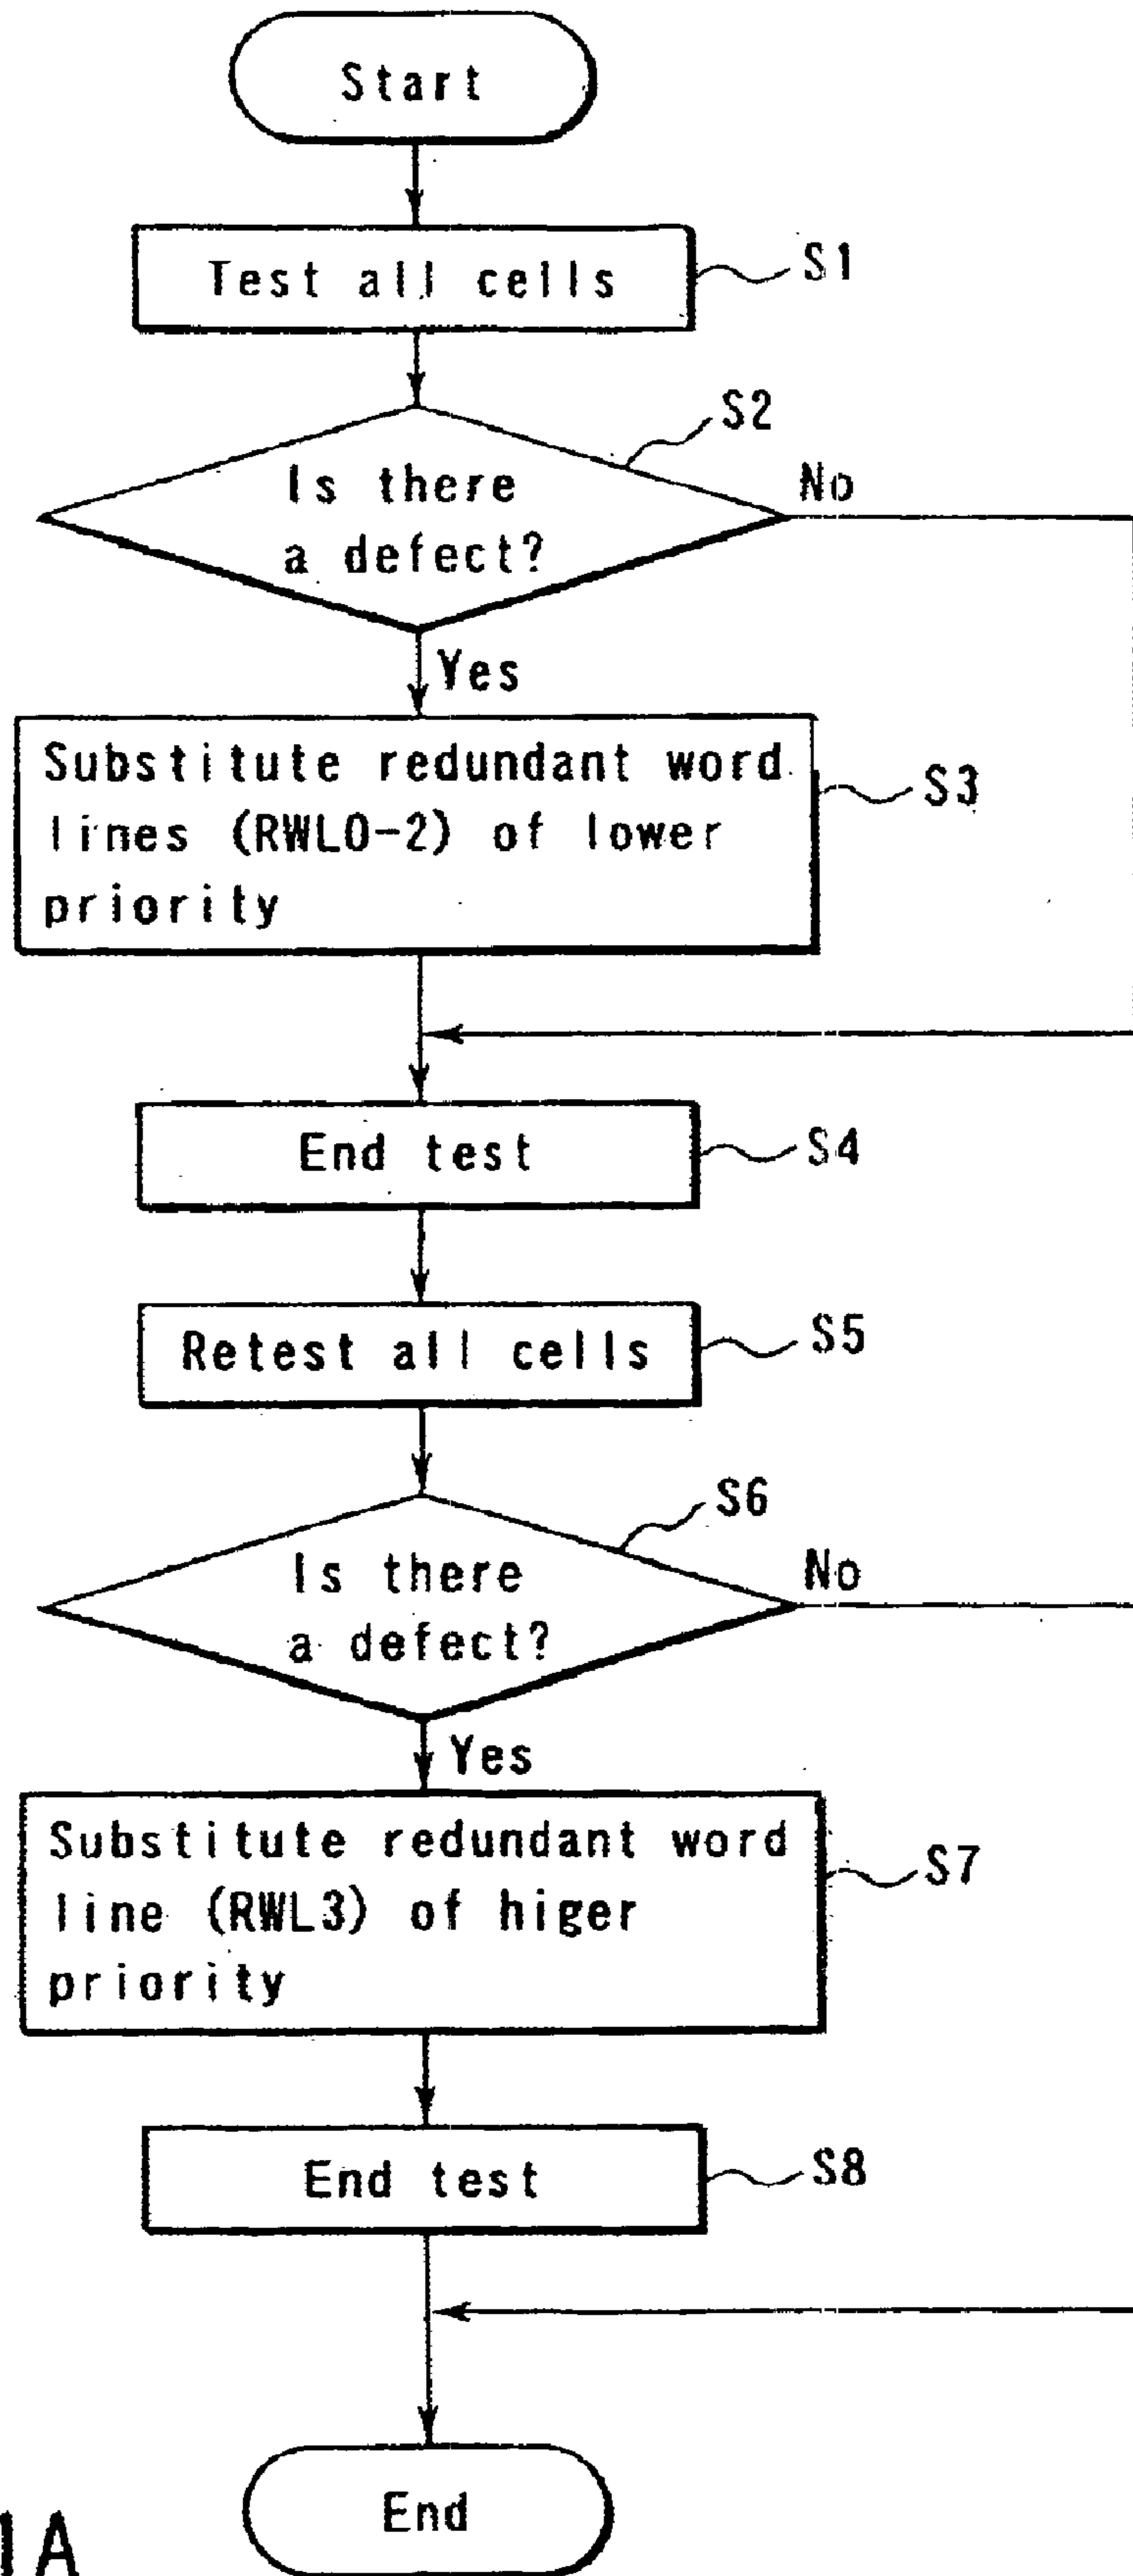 Start
Test all cells
S1
S2
Is there
a defect?
No
Yes
Substitute redundant word
lines (RWL0-2) of lower
priority
S3
End test
S4
Retest all cells
S5
S6
Is there
a defect?
No
Yes
Substitute redundant word
line (RWL3) of higer
priority
S7
End test
S8
End
1A